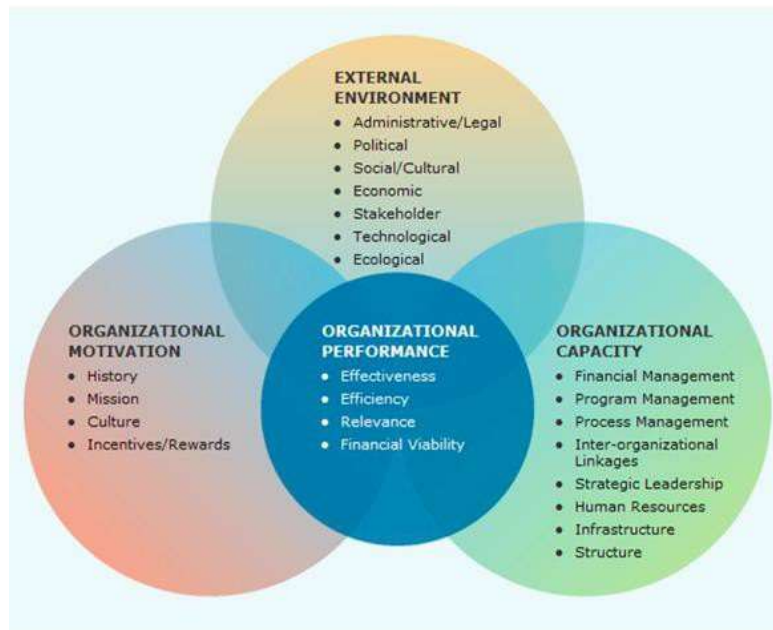 EXTERNAL
ENVIRONMENT
• Administrative/Legal
• Political
• Social/Cultural
• Economic
• Stakeholder
• Technological
• Ecological
ORGANIZATIONAL
MOTIVATION
• History
• Mission
• Culture
• Incentives/Rewards
ORGANIZATIONAL
PERFORMANCE
• Effectiveness
• Efficiency
• Relevance
• Financial Viability
ORGANIZATIONAL
CAPACITY
• Financial Management
• Program Management
• Process Management
• Inter-organizational
Linkages
• Strategic Leadership
• Human Resources
• Infrastructure
• Structure